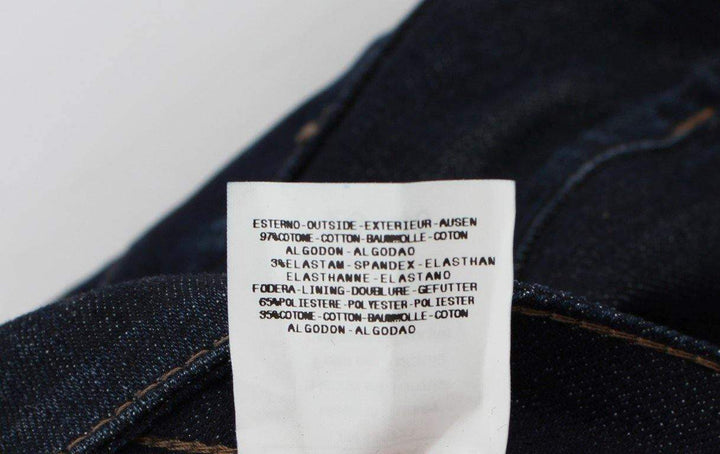 ESTERNO-OUTSIDE-EXTERIEUR-AUSEN
97%COTONE-COTTON-BAUMWOLLE-COTON
ALGODON-ALGODAO
3%ELASTAM-SPANDEX-ELASTHAN
ELASTHANNE-ELASTANO
FODERA-LINING-DOUBLURE-GEFUTTER
65%POLIESTERE-POLYESTER-POLIESTER
35%COTONE-COTTON-BAUMWOLLE-COTON
ALGODON-ALGODAO